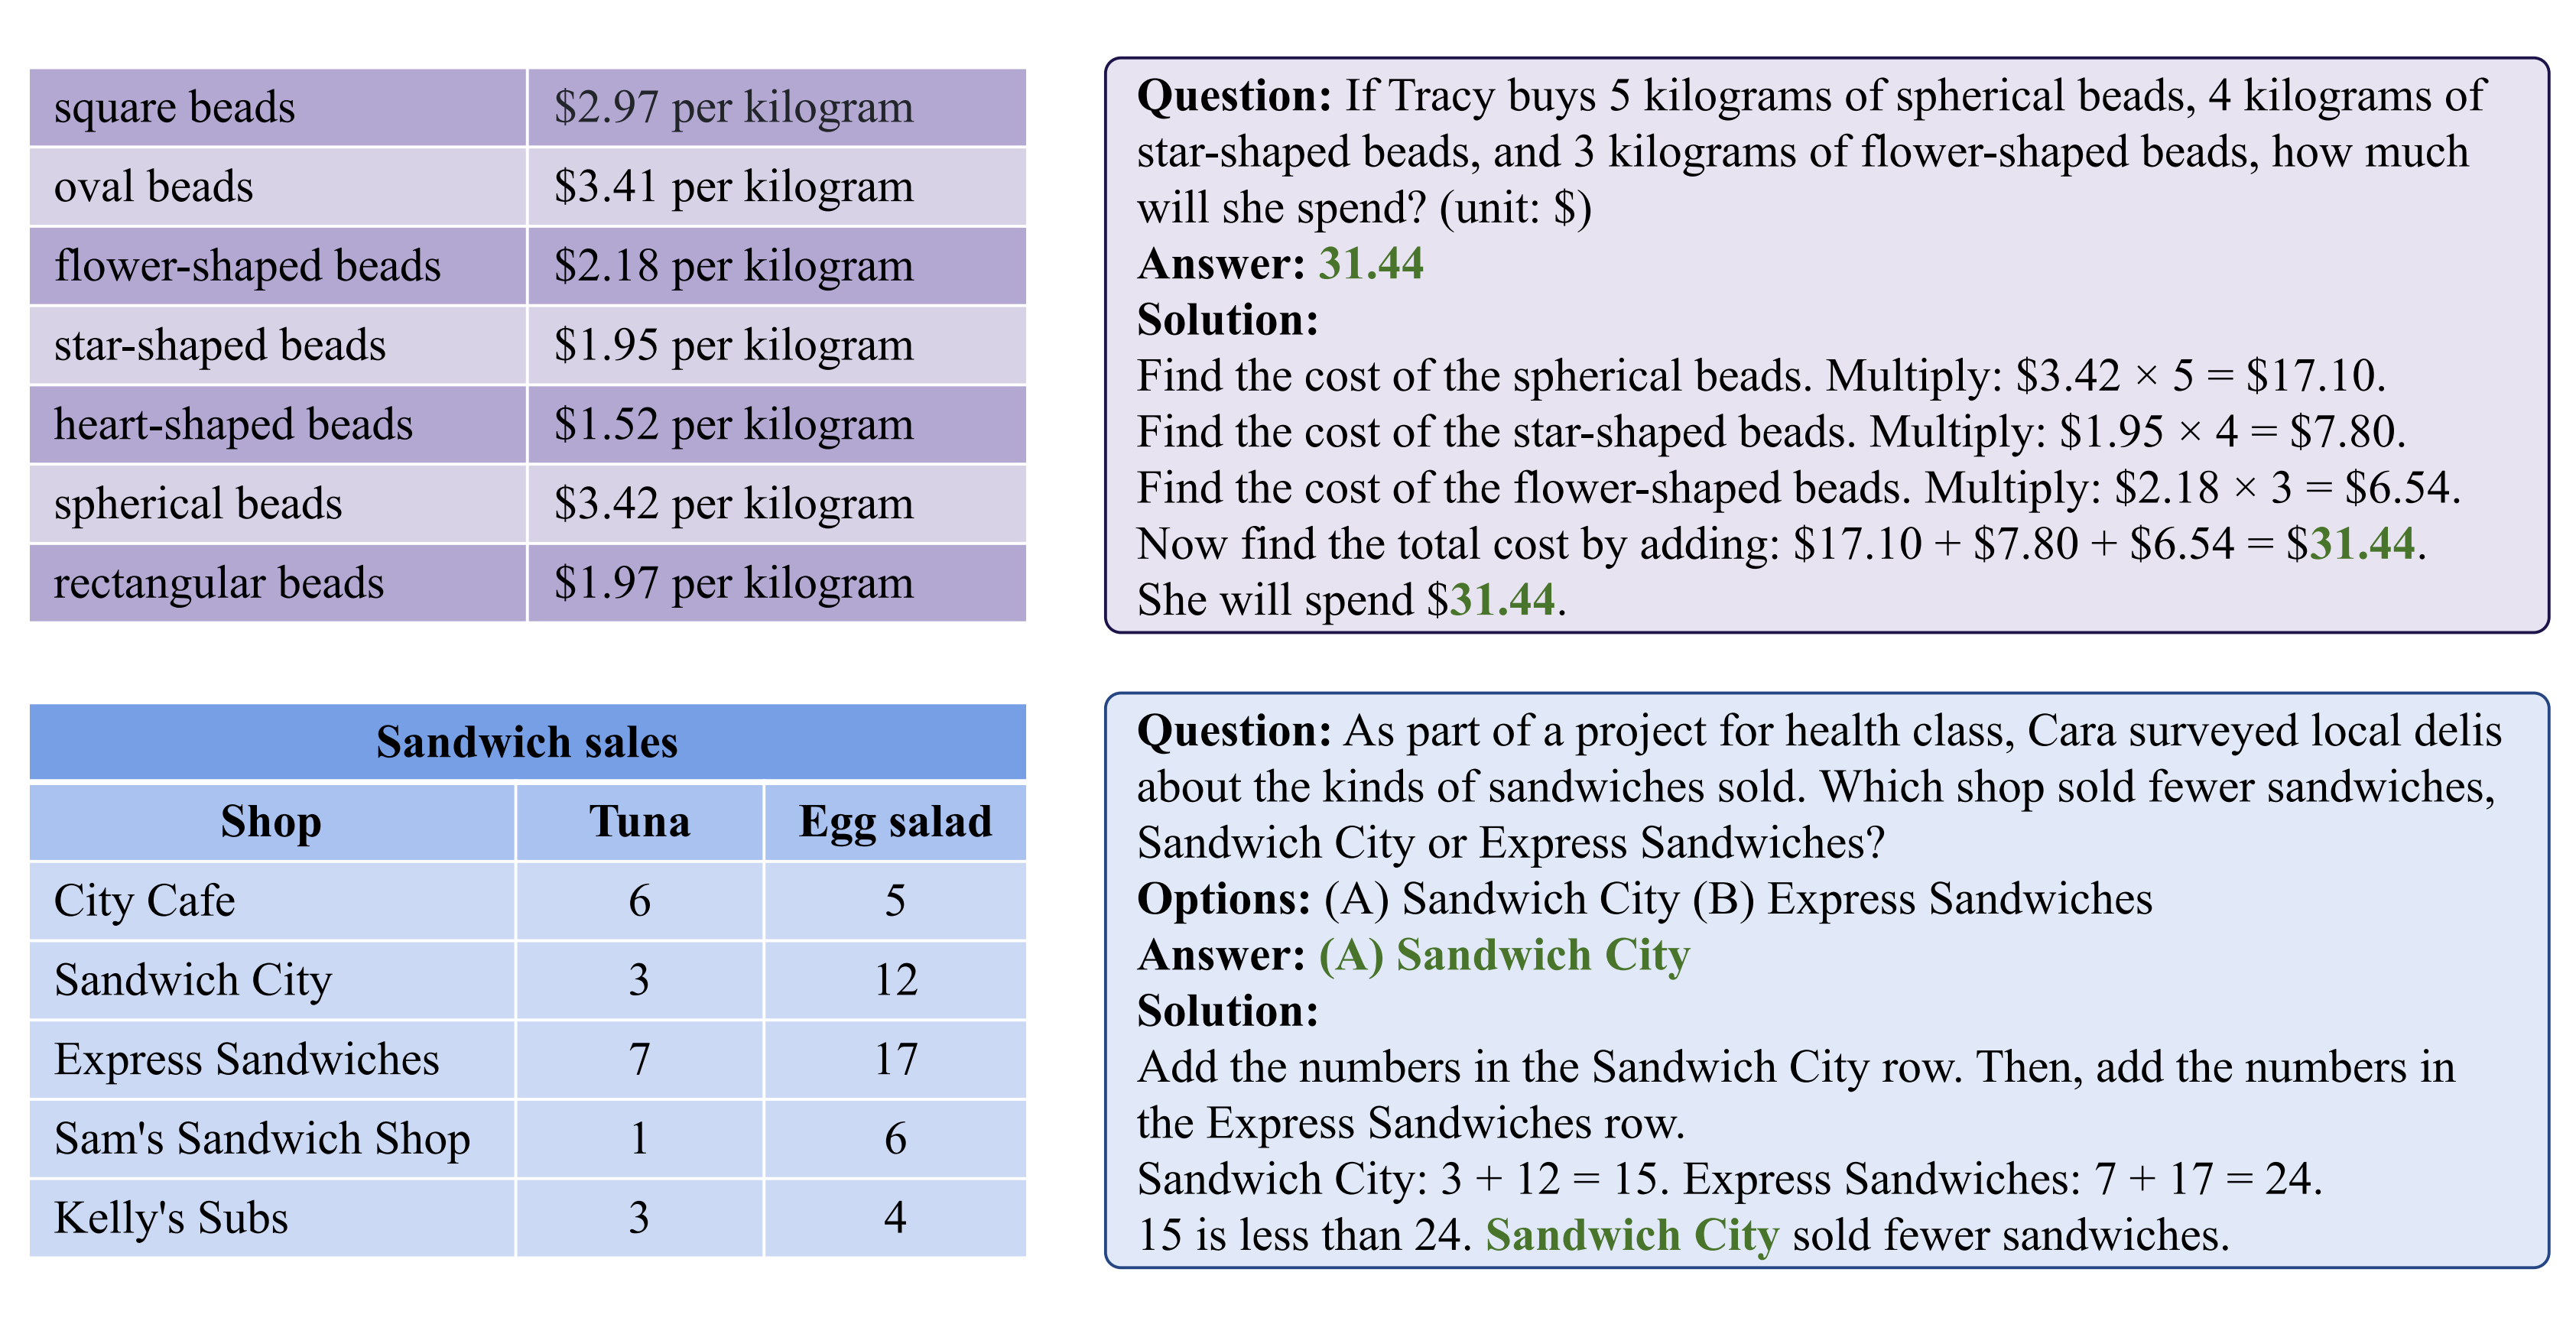 square beads $2.97 per kilogram
oval beads $3.41 per kilogram
flower-shaped beads $2.18 per kilogram
star-shaped beads $1.95 per kilogram
heart-shaped beads $1.52 per kilogram
spherical beads $3.42 per kilogram
rectangular beads $1.97 per kilogram
Question: If Tracy buys 5 kilograms of spherical beads, 4 kilograms of
star-shaped beads, and 3 kilograms of flower-shaped beads, how much
will she spend? (unit: $)
Answer: 31.44
Solution:
Find the cost of the spherical beads. Multiply: $3.42 × 5 = $17.10.
Find the cost of the star-shaped beads. Multiply: $1.95 × 4 = $7.80.
Find the cost of the flower-shaped beads. Multiply: $2.18 × 3 = $6.54.
Now find the total cost by adding: $17.10 + $7.80 + $6.54 = $31.44.
She will spend $31.44.
Sandwich sales
Shop Tuna Egg salad
City Cafe 6 5
Sandwich City 3 12
Express Sandwiches 7 17
Sam's Sandwich Shop 1 6
Kelly's Subs 3 4
Question: As part of a project for health class, Cara surveyed local delis
about the kinds of sandwiches sold. Which shop sold fewer sandwiches,
Sandwich City or Express Sandwiches?
Options: (A) Sandwich City (B) Express Sandwiches
Answer: (A) Sandwich City
Solution:
Add the numbers in the Sandwich City row. Then, add the numbers in
the Express Sandwiches row.
Sandwich City: 3 + 12 = 15. Express Sandwiches: 7 + 17 = 24.
15 is less than 24. Sandwich City sold fewer sandwiches.